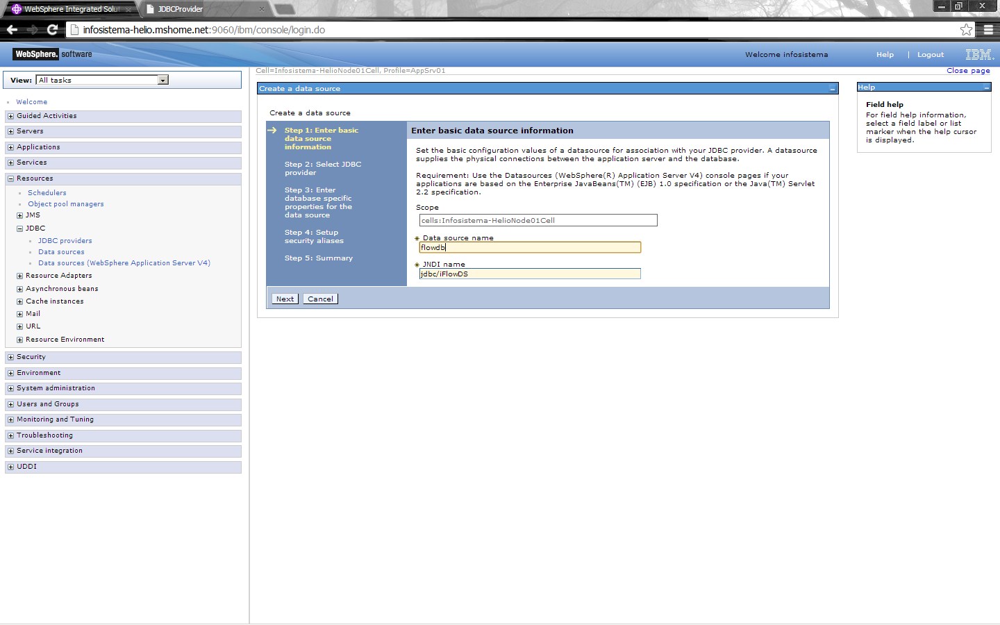 WebSphere Integrated Solut
JDBCProvider
infosistema-helio.mshome.net:9060/ibm/console/login.do
WebSphere. software
Welcome infosistema
Help | Logout
IBM.
View: All tasks
Welcome
Guided Activities
Servers
Applications
Services
Resources
Schedulers
Object pool managers
JMS
JDBC
JDBC providers
Data sources
Data sources (WebSphere Application Server V4)
Resource Adapters
Asynchronous beans
Cache instances
Mail
URL
Resource Environment
Security
Environment
System administration
Users and Groups
Monitoring and Tuning
Troubleshooting
Service integration
UDDI
Cell=Infosistema-HelioNode01Cell, Profile=AppSrv01
Close page
Create a data source
Create a data source
Step 1: Enter basic
data source
information
Step 2: Select JDBC
provider
Step 3: Enter
database specific
properties for the
data source
Step 4: Setup
security aliases
Step 5: Summary
Enter basic data source information
Set the basic configuration values of a datasource for association with your JDBC provider. A datasource
supplies the physical connections between the application server and the database.
Requirement: Use the Datasources (WebSphere(R) Application Server V4) console pages if your
applications are based on the Enterprise JavaBeans(TM) (EJB) 1.0 specification or the Java(TM) Servlet
2.2 specification.
Scope
cells:Infosistema-HelioNode01Cell
* Data source name
flowdb
* JNDI name
jdbc/iFlowDS
Next Cancel
Help
Field help
For field help information,
select a field label or list
marker when the help cursor
is displayed.